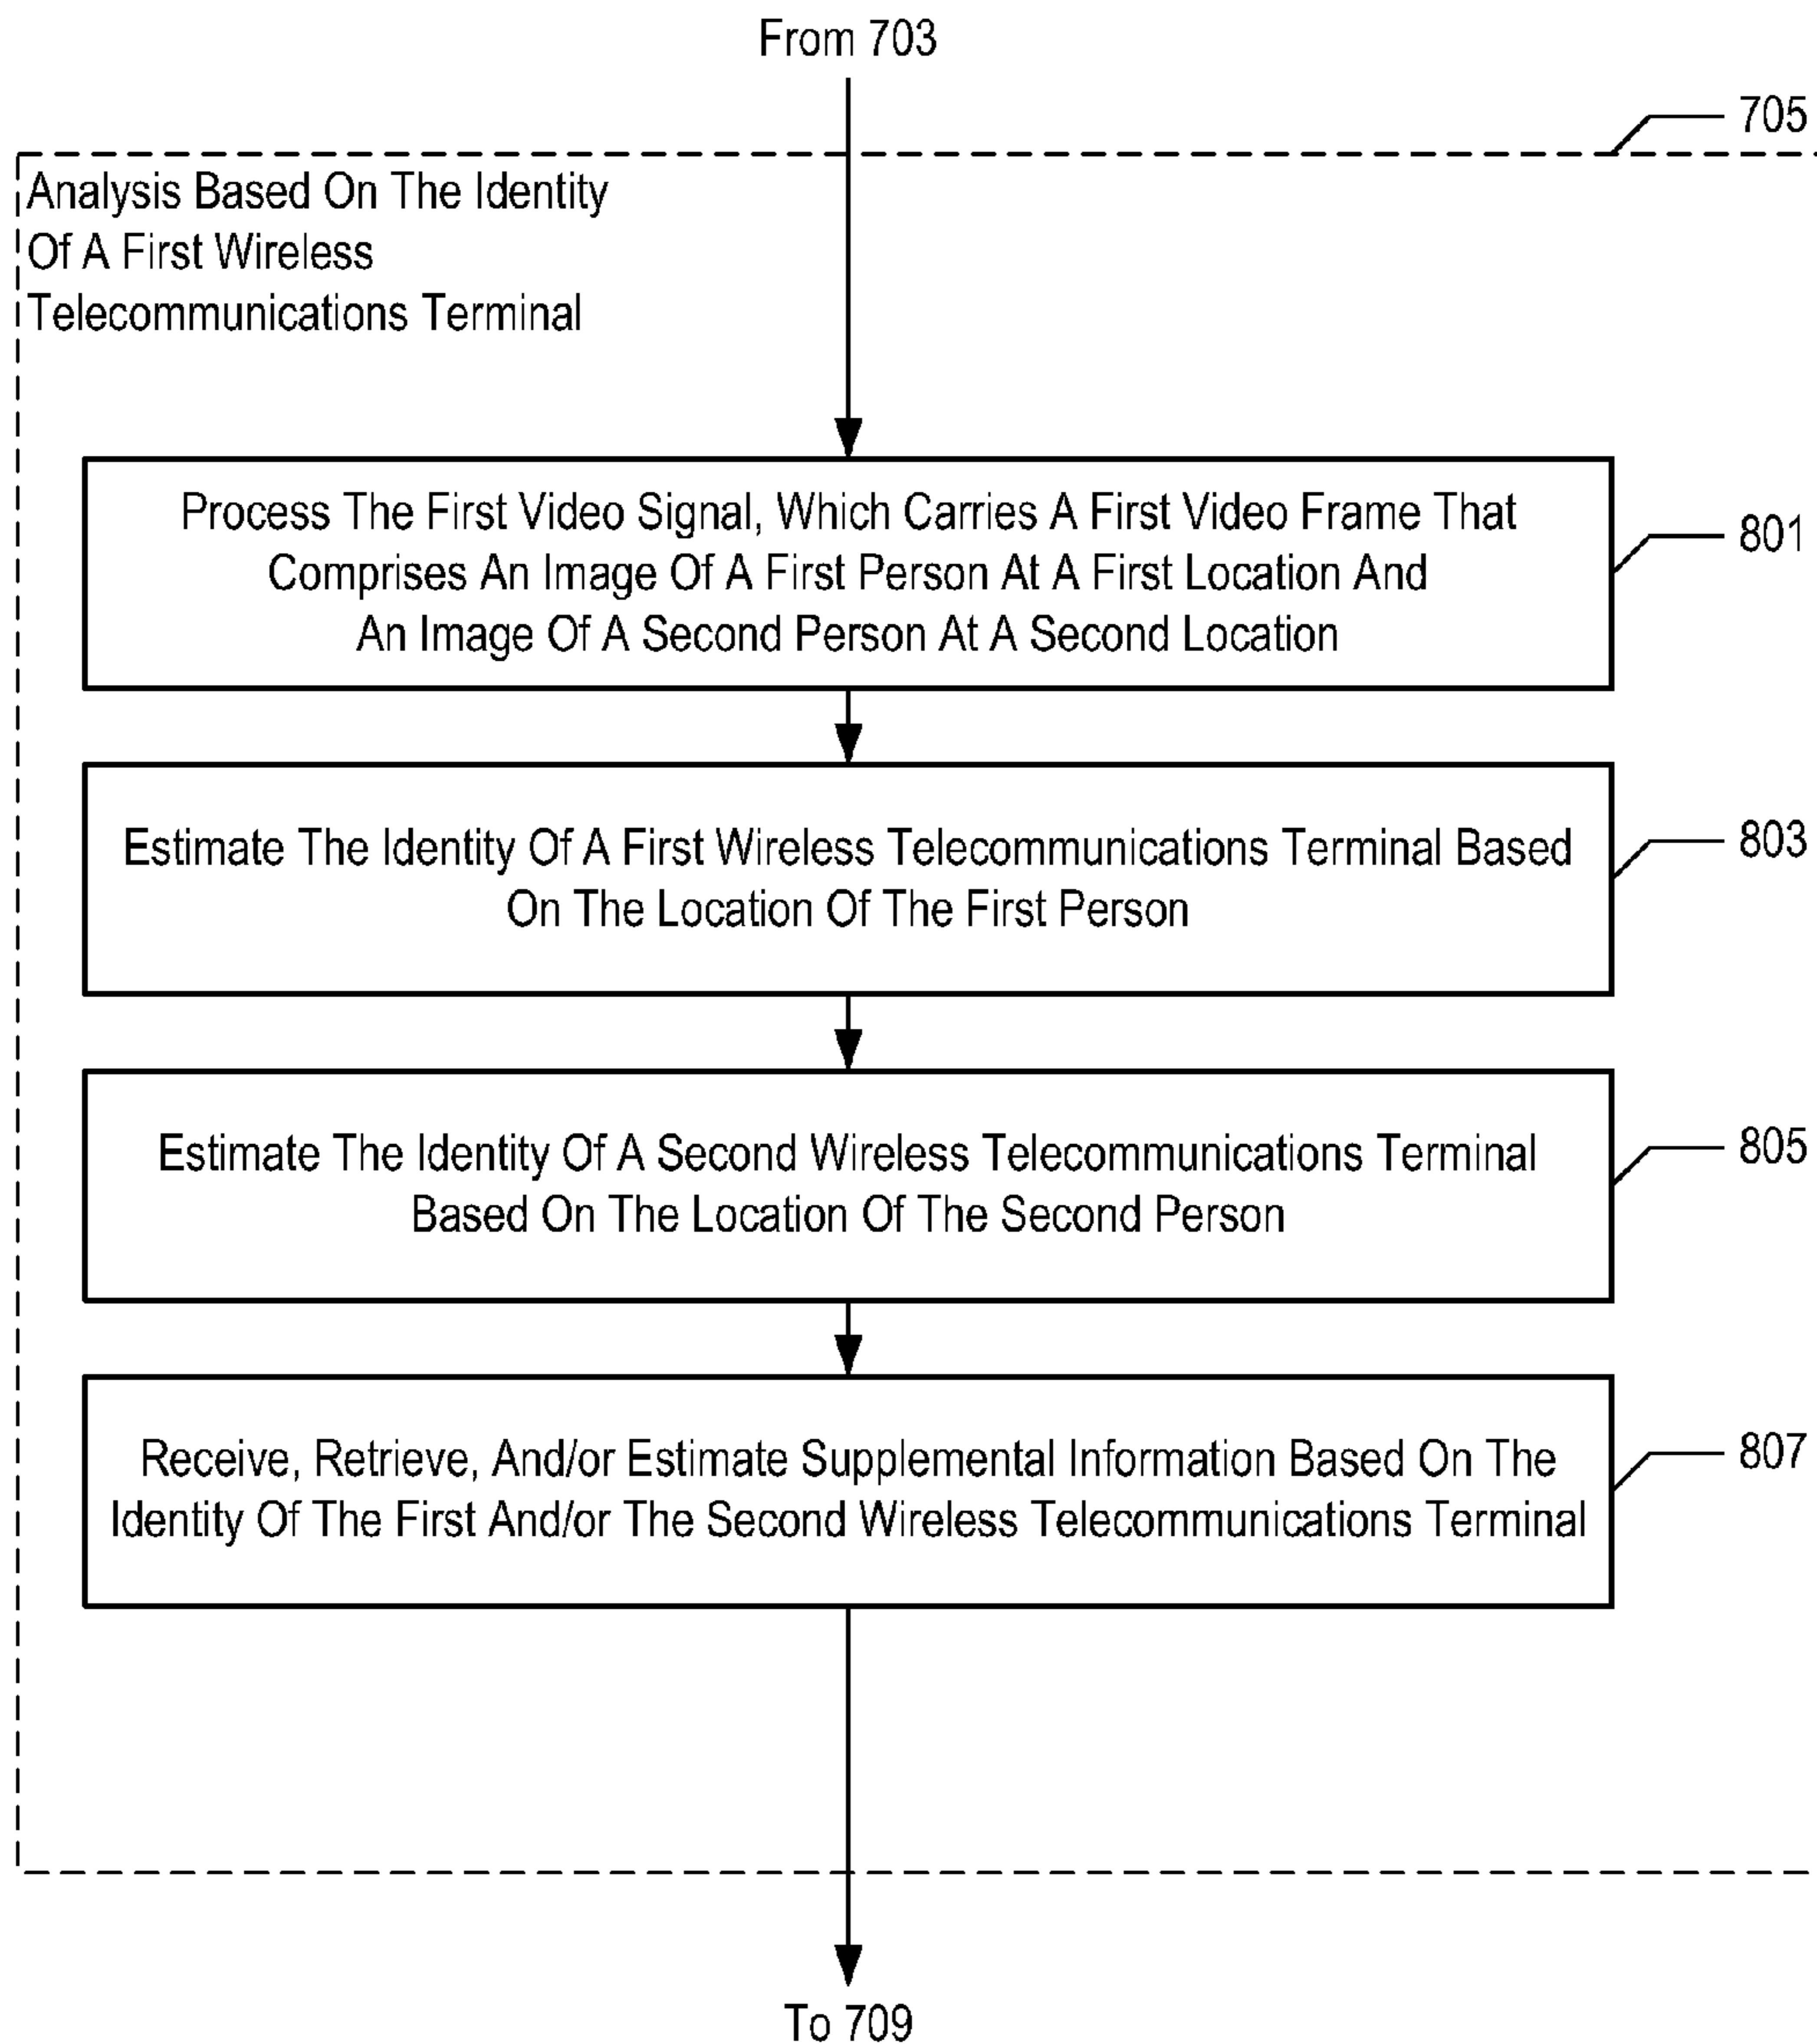 From 703
705
Analysis Based On The Identity
Of A First Wireless
Telecommunications Terminal
Process The First Video Signal, Which Carries A First Video Frame That
Comprises An Image Of A First Person At A First Location And
An Image Of A Second Person At A Second Location
801
Estimate The Identity Of A First Wireless Telecommunications Terminal Based
On The Location Of The First Person
803
Estimate The Identity Of A Second Wireless Telecommunications Terminal
Based On The Location Of The Second Person
805
Receive, Retrieve, And/or Estimate Supplemental Information Based On The
Identity Of The First And/or The Second Wireless Telecommunications Terminal
807
To 709